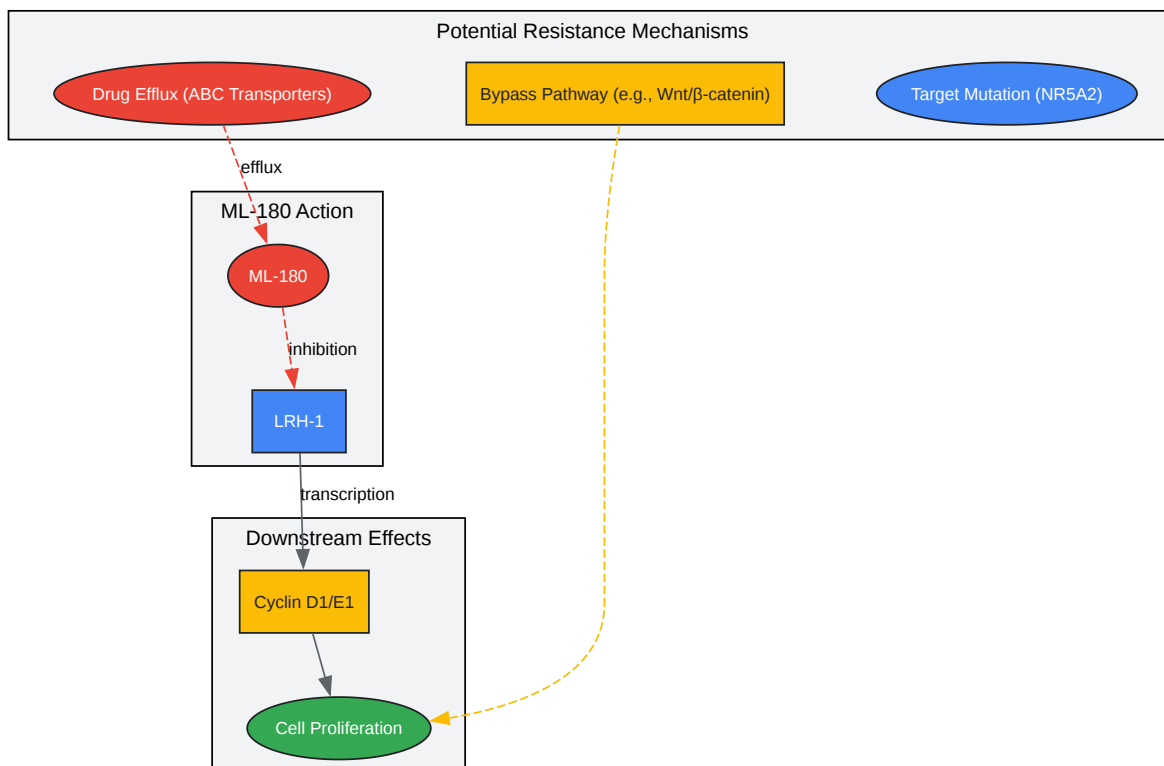 Potential Resistance Mechanisms
Drug Efflux (ABC Transporters)
Bypass Pathway (e.g., Wnt/β-catenin)
Target Mutation (NR5A2)
efflux
ML-180 Action
ML-180
inhibition
LRH-1
transcription
Downstream Effects
Cyclin D1/E1
Cell Proliferation